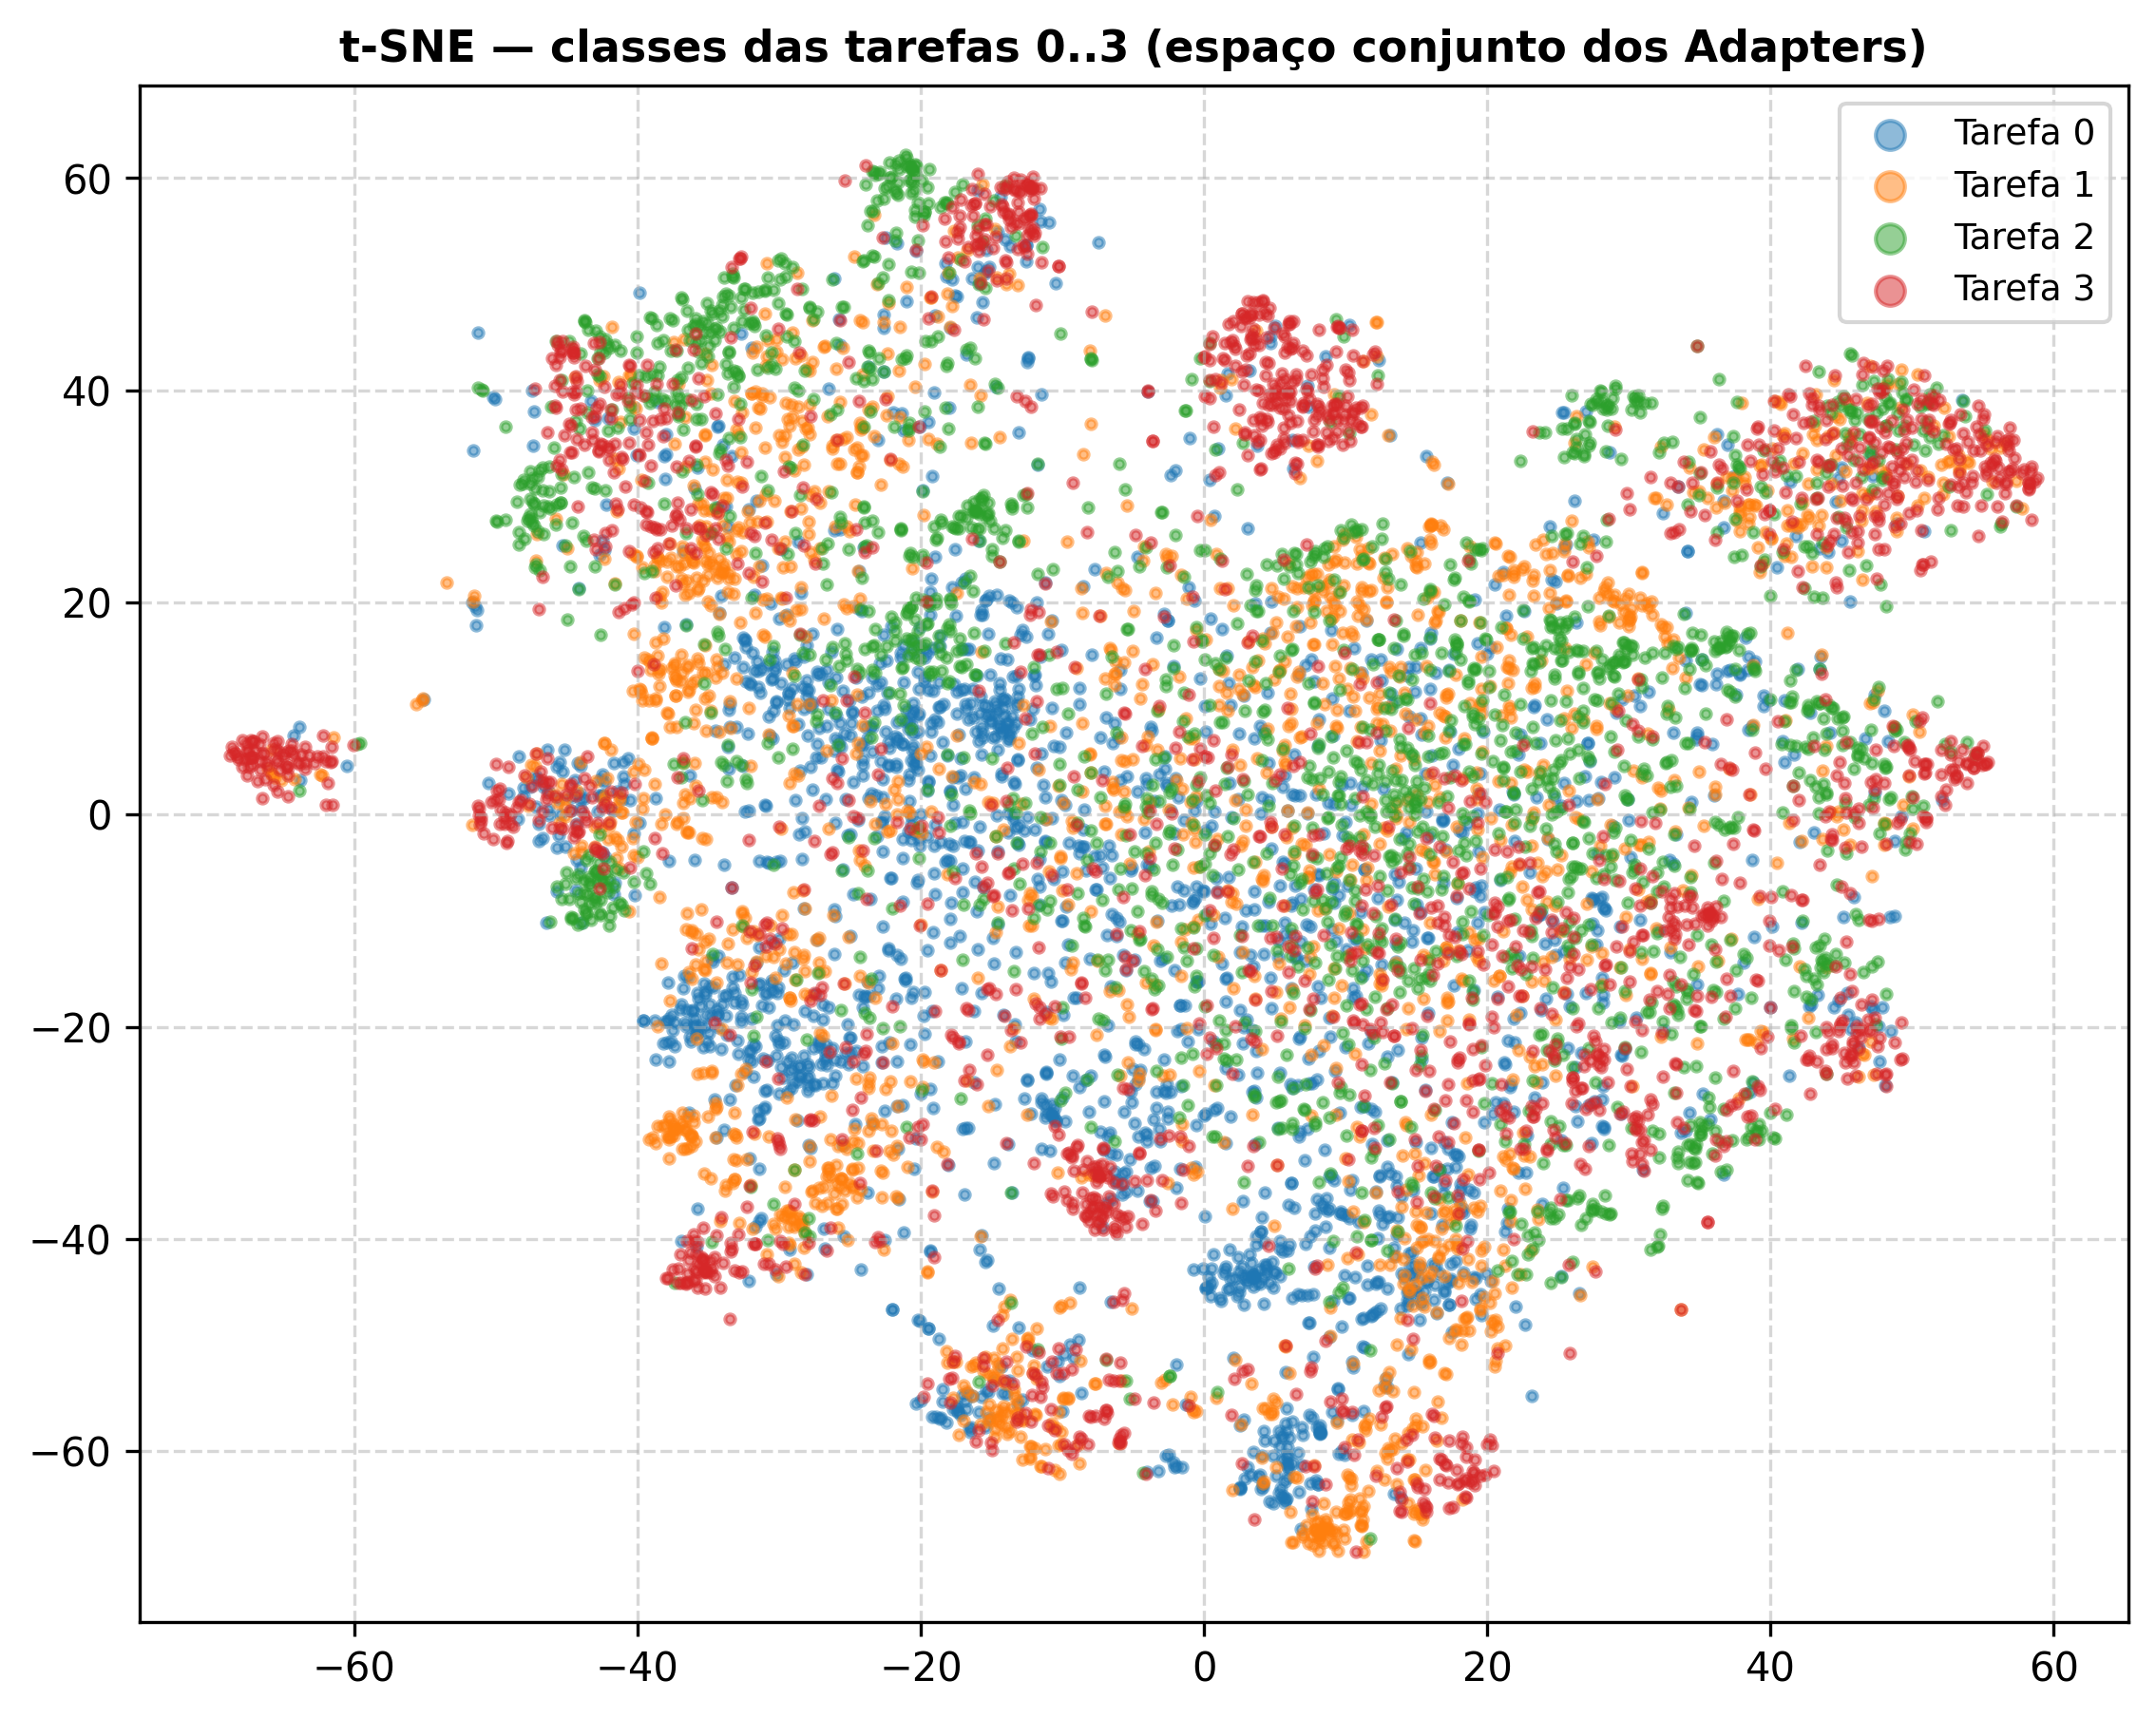 t-SNE — classes das tarefas 0..3 (espaço conjunto dos Adapters)
Tarefa 0
Tarefa 1
Tarefa 2
Tarefa 3
60
40
20
0
−20
−40
−60
−60 −40 −20 0 20 40 60